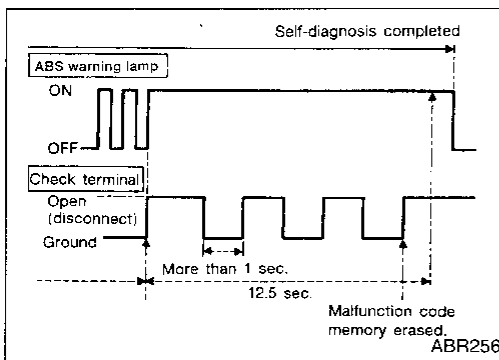 Self-diagnosis completed
ABS warning lamp
ON
OFF
Check terminal
Open
(disconnect)
Ground
More than 1 sec.
12.5 sec.
Malfunction code
memory erased.
ABR256